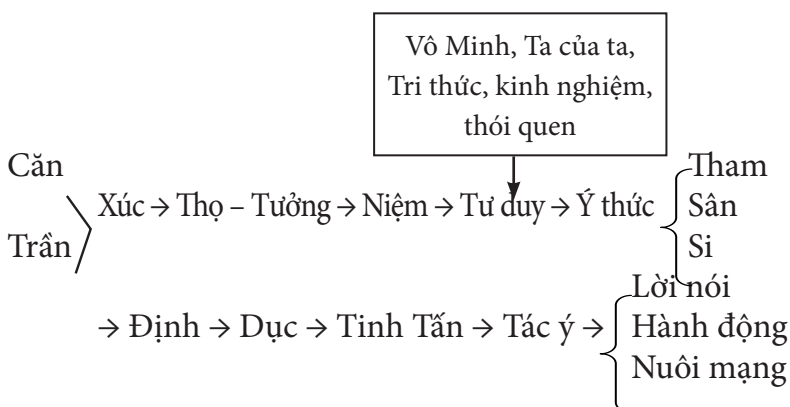 Vô Minh, Ta của ta,
Tri thức, kinh nghiệm,
thói quen
Căn
Trần
Xúc → Thọ – Tưởng → Niệm → Tư duy → Ý thức
Tham
Sân
Si
→ Định → Dục → Tinh Tấn → Tác ý →
Lời nói
Hành động
Nuôi mạng